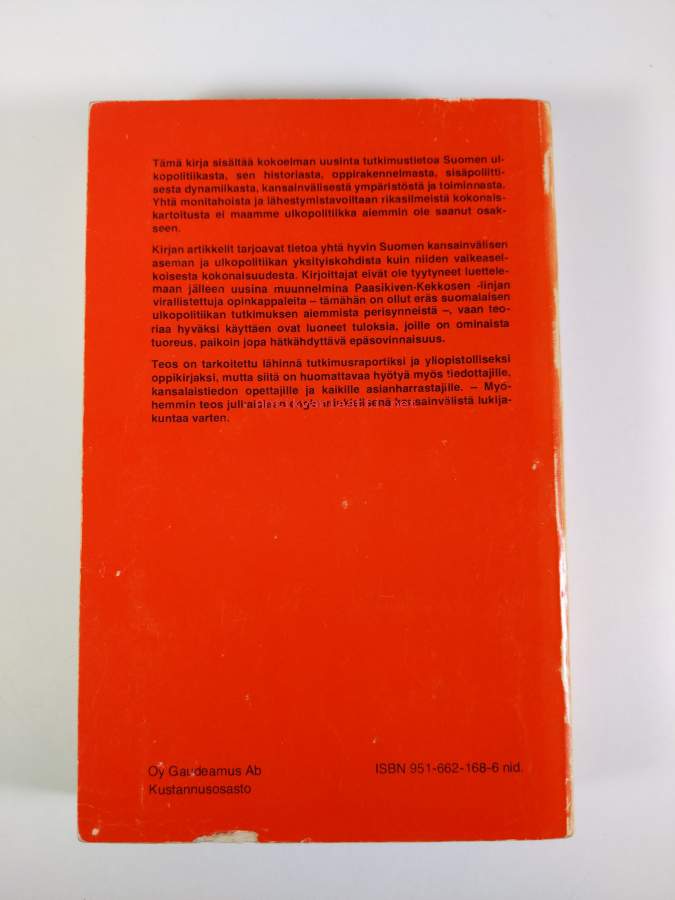 Tämä kirja sisältää kokoelman uusinta tutkimustietoa Suomen ul-
kopolitiikasta, sen historiasta, oppirakennelmasta, sisäpoliitti-
sesta dynamiikasta, kansainvälisestä ympäristöstä ja toiminnasta.
Yhtä monitahoista ja lähestymistavoiltaan rikasilmeistä kokonais-
kartoitusta ei maamme ulkopolitiikka aiemmin ole saanut osak-
seen.
Kirjan artikkelit tarjoavat tietoa yhtä hyvin Suomen kansainvälisen
aseman ja ulkopolitiikan yksityiskohdista kuin niiden vaikeasel-
koisesta kokonaisuudesta. Kirjoittajat eivät ole tyytyneet luettele-
maan jälleen uusina muunnelmina Paasikiven-Kekkosen -linjan
virallistettuja opinkappaleita – tämähän on ollut eräs suomalaisen
ulkopolitiikan tutkimuksen aiemmista perisynneistä –, vaan teo-
riaa hyväksi käyttäen ovat luoneet tuloksia, joille on ominaista
tuoreus, paikoin jopa hätkähdyttävä epäsovinnaisuus.
Teos on tarkoitettu lähinnä tutkimusraportiksi ja yliopistolliseksi
oppikirjaksi, mutta siitä on huomattavaa hyötyä myös tiedottajille,
kansalaistiedon opettajille ja kaikille asianharrastajille. – Myö-
hemmin teos julkaistaan kansainvälistä lukija-
kuntaa varten.
Oy Gaudeamus Ab
Kustannusosasto
ISBN 951-662-168-6 nid.